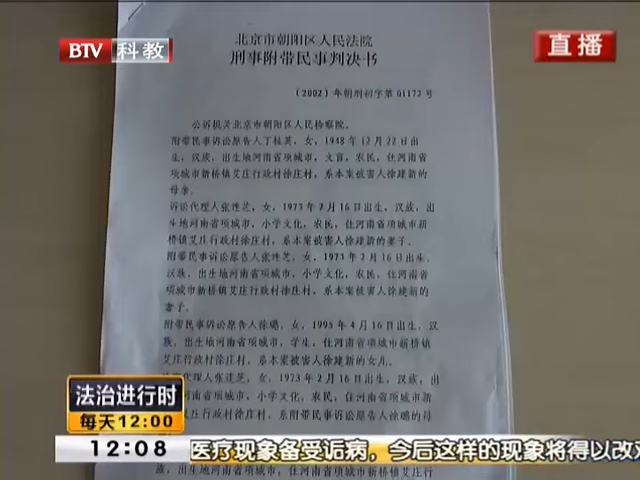 BTV 科教
直播
北京市朝阳区人民法院
刑事附带民事判决书
(2002)年朝刑初字第01173号
公诉机关北京市朝阳区人民检察院。
附带民事诉讼原告人丁桂英，女，1948年12月22日出
生，汉族，出生地河南省项城市，文盲，农民，住河南省
项城市新桥镇艾庄行政村徐庄村，系本案被害人徐建新的
母亲。
诉讼代理人张连芝，女，1973年2月16日出生，汉族，出
生地河南省项城市，小学文化，农民，住河南省项城市新
桥镇艾庄行政村徐庄村，系本案被害人徐建新的妻子。
附带民事诉讼原告人张连芝，女，1973年2月16日出生，
汉族，出生地河南省项城市，小学文化，农民，住河南省
项城市新桥镇艾庄行政村徐庄村，系本案被害人徐建新的
妻子。
附带民事诉讼原告人徐璐，女，1995年4月16日出生，汉
族，出生地河南省项城市，学生，住河南省项城市新桥镇
艾庄行政村徐庄村，系本案被害人徐建新的女儿。
代理人张连芝，女，1973年2月16日出生，汉族，出
河南省项城市，小学文化，农民，住河南省项城市新
艾庄行政村徐庄村，系附带民事诉讼原告人徐璐的母
法治进行时
每天12:00
12:08
医疗现象备受诟病，今后这样的现象将得以改
族，出生地河南省项城市，住河南省项城市新桥镇艾庄行